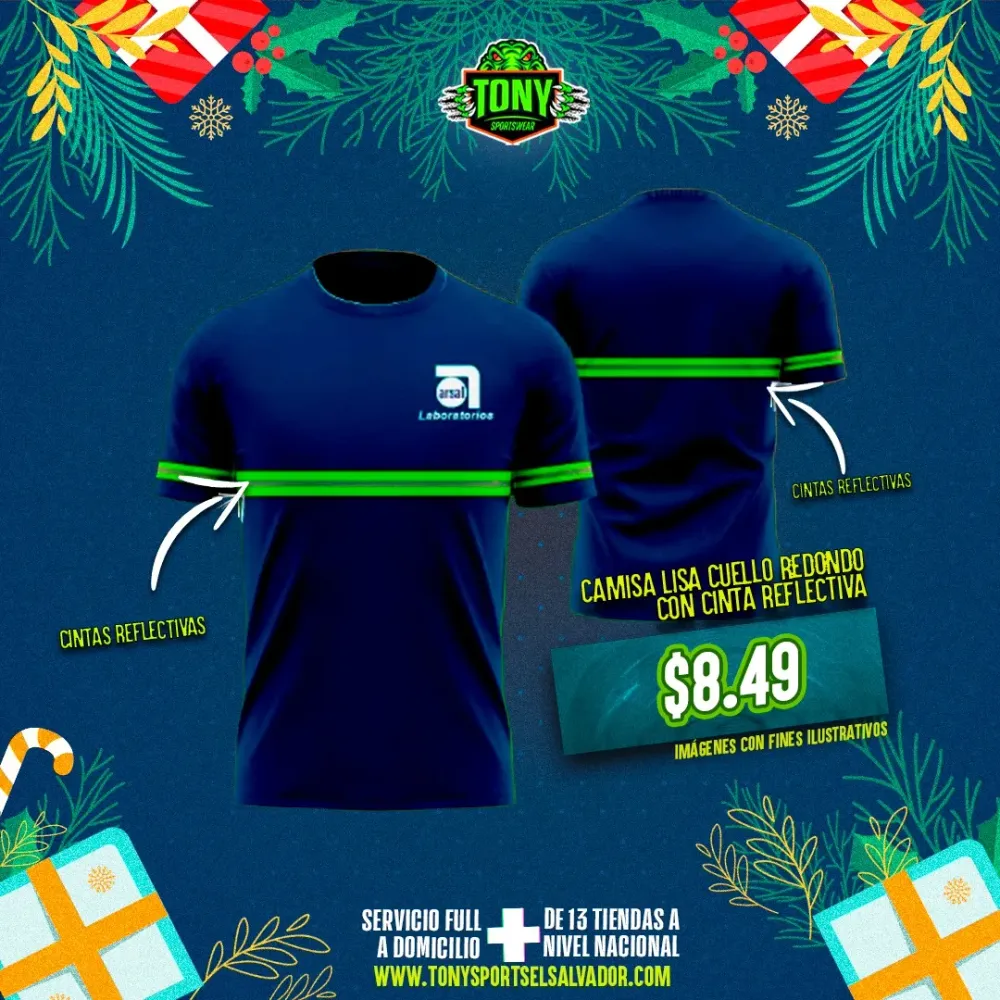 TONY
SPORTSWEAR
arsal
Laboratorios
CINTAS REFLECTIVAS
CINTAS REFLECTIVAS
CAMISA LISA CUELLO REDONDO
CON CINTA REFLECTIVA
$8.49
IMÁGENES CON FINES ILUSTRATIVOS
SERVICIO FULL
A DOMICILIO
+ DE 13 TIENDAS A
NIVEL NACIONAL
WWW.TONYSPORTSELSALVADOR.COM